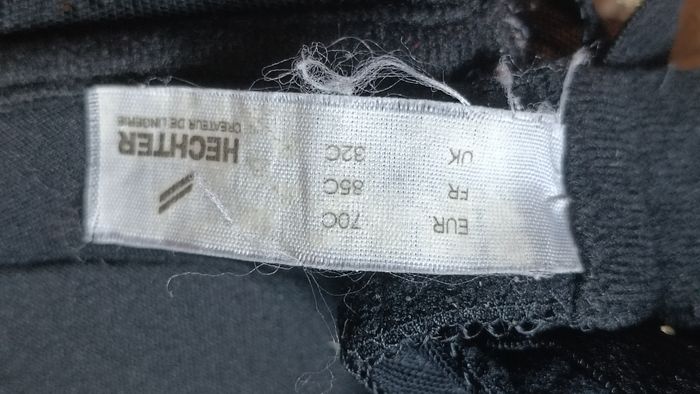 EUR 70C
FR 85C
UK 32C
HECHTER
CRÉATEUR DE LINGERIE